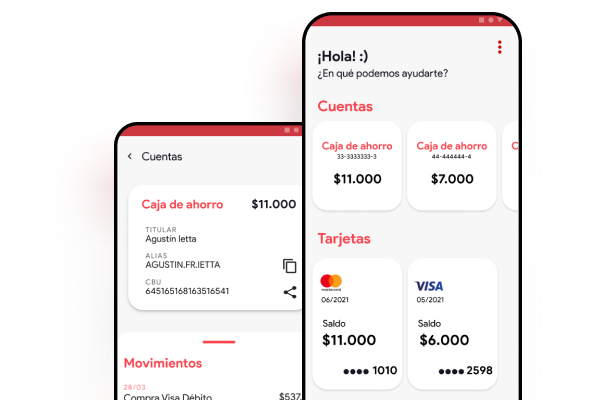 ¡Hola! :)
¿En qué podemos ayudarte?
Cuentas
Caja de ahorro
33-3333333-3
$11.000
Caja de ahorro
44-444444-4
$7.000
C
Tarjetas
mastercard
06/2021
Saldo
$11.000
1010
VISA
05/2021
Saldo
$6.000
2598
Cuentas
Caja de ahorro $11.000
TITULAR
Agustín Ietta
ALIAS
AGUSTIN.FR.IETTA
CBU
645165168163516541
Movimientos
28/03
Compra Visa Débito $537